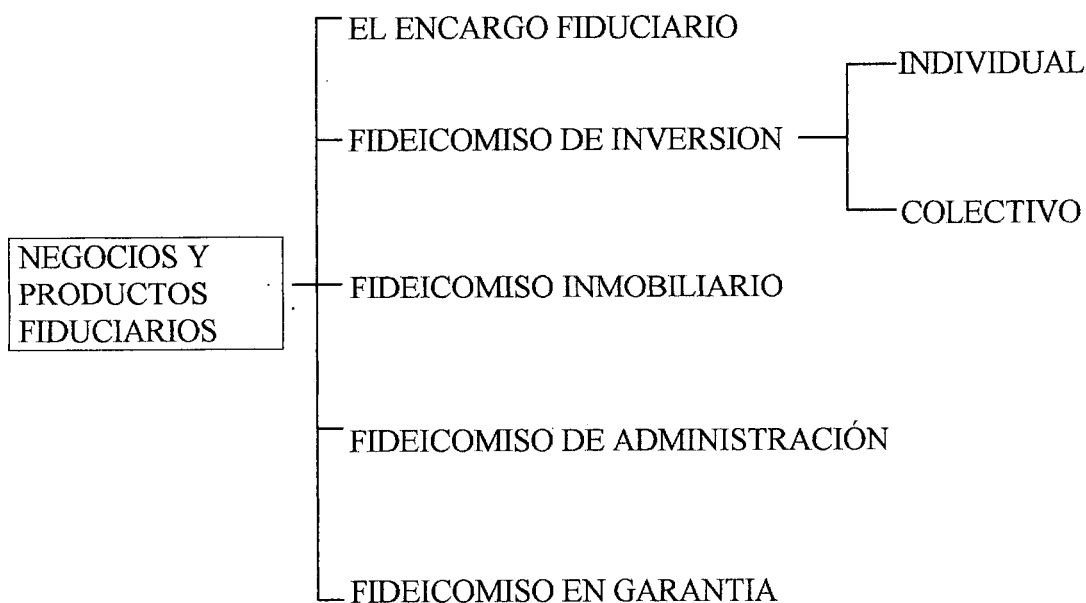 EL ENCARGO FIDUCIARIO
INDIVIDUAL
FIDEICOMISO DE INVERSION
COLECTIVO
NEGOCIOS Y
PRODUCTOS
FIDUCIARIOS
FIDEICOMISO INMOBILIARIO
FIDEICOMISO DE ADMINISTRACIÓN
FIDEICOMISO EN GARANTIA